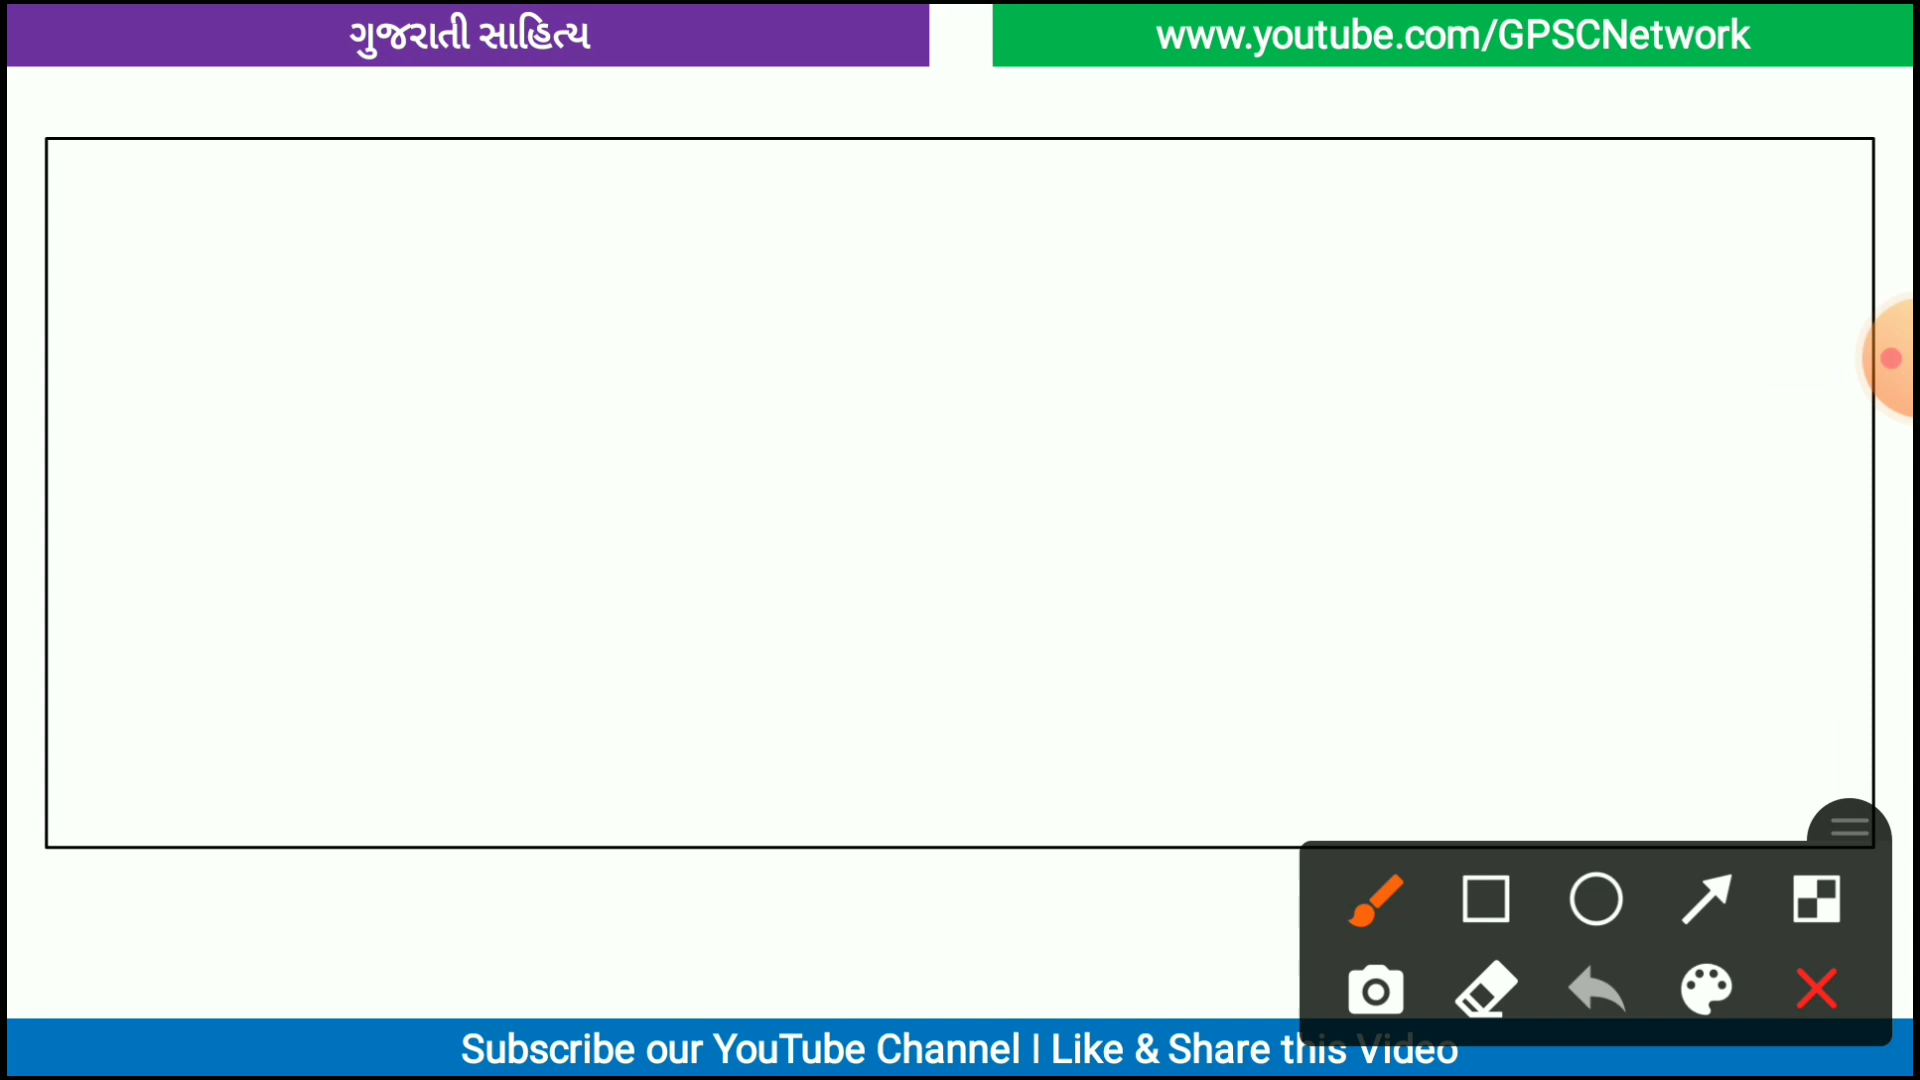 ગુજરાતી સાહિત્ય
www.youtube.com/GPSCNetwork
Subscribe our YouTube Channel I Like & Share this Video